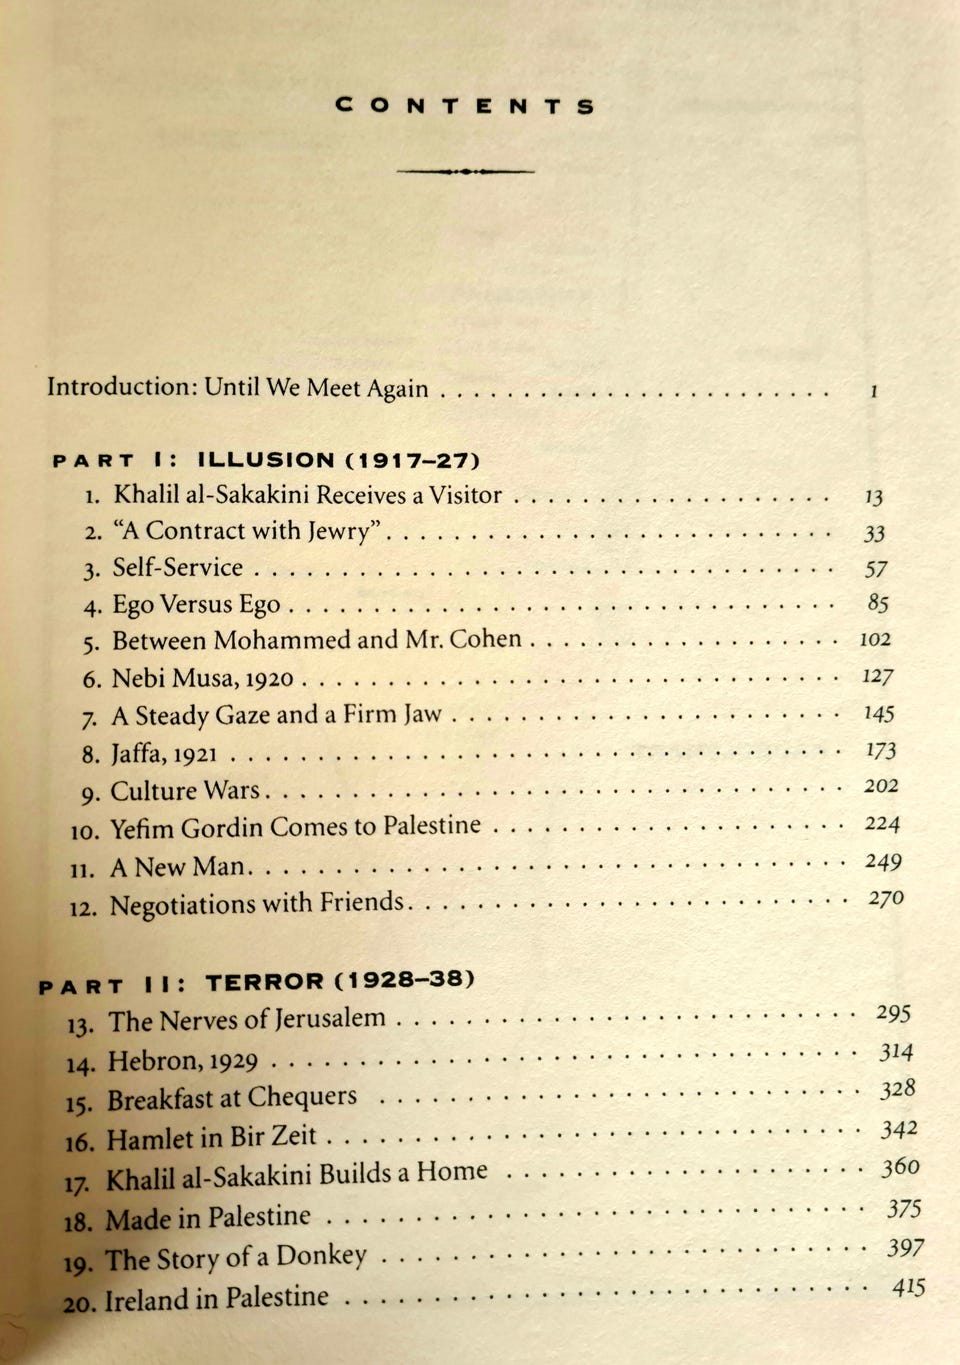 CONTENTS
Introduction: Until We Meet Again . . . . . . . . . . . . . . . . . . . . . . . . 1
PART I: ILLUSION (1917–27)
1. Khalil al-Sakakini Receives a Visitor . . . . . . . . . . . . . . . . . . . 13
2. “A Contract with Jewry” . . . . . . . . . . . . . . . . . . . . . . . . . . . 33
3. Self-Service . . . . . . . . . . . . . . . . . . . . . . . . . . . . . . . . . . . 57
4. Ego Versus Ego . . . . . . . . . . . . . . . . . . . . . . . . . . . . . . . . . 85
5. Between Mohammed and Mr. Cohen . . . . . . . . . . . . . . . . . . . 102
6. Nebi Musa, 1920 . . . . . . . . . . . . . . . . . . . . . . . . . . . . . . . . 127
7. A Steady Gaze and a Firm Jaw . . . . . . . . . . . . . . . . . . . . . . . 145
8. Jaffa, 1921 . . . . . . . . . . . . . . . . . . . . . . . . . . . . . . . . . . . . 173
9. Culture Wars . . . . . . . . . . . . . . . . . . . . . . . . . . . . . . . . . . 202
10. Yefim Gordin Comes to Palestine . . . . . . . . . . . . . . . . . . . . . 224
11. A New Man . . . . . . . . . . . . . . . . . . . . . . . . . . . . . . . . . . . 249
12. Negotiations with Friends . . . . . . . . . . . . . . . . . . . . . . . . . . 270
PART II: TERROR (1928–38)
13. The Nerves of Jerusalem . . . . . . . . . . . . . . . . . . . . . . . . . . . 295
14. Hebron, 1929 . . . . . . . . . . . . . . . . . . . . . . . . . . . . . . . . . . 314
15. Breakfast at Chequers . . . . . . . . . . . . . . . . . . . . . . . . . . . . 328
16. Hamlet in Bir Zeit . . . . . . . . . . . . . . . . . . . . . . . . . . . . . . . 342
17. Khalil al-Sakakini Builds a Home . . . . . . . . . . . . . . . . . . . . . 360
18. Made in Palestine . . . . . . . . . . . . . . . . . . . . . . . . . . . . . . . 375
19. The Story of a Donkey . . . . . . . . . . . . . . . . . . . . . . . . . . . . 397
20. Ireland in Palestine . . . . . . . . . . . . . . . . . . . . . . . . . . . . . . 415